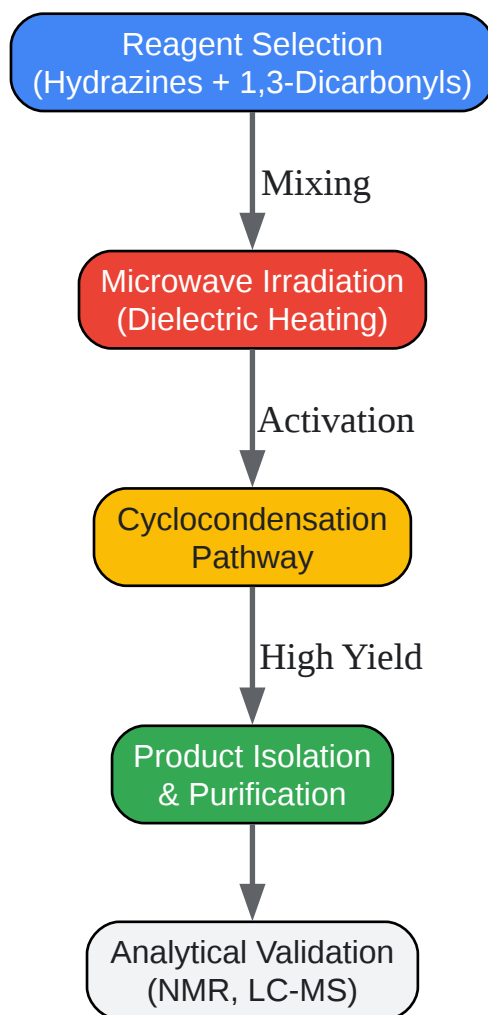 Reagent Selection
(Hydrazines + 1,3-Dicarbonyls)
Mixing
Microwave Irradiation
(Dielectric Heating)
Activation
Cyclocondensation
Pathway
High Yield
Product Isolation
& Purification
Analytical Validation
(NMR, LC-MS)